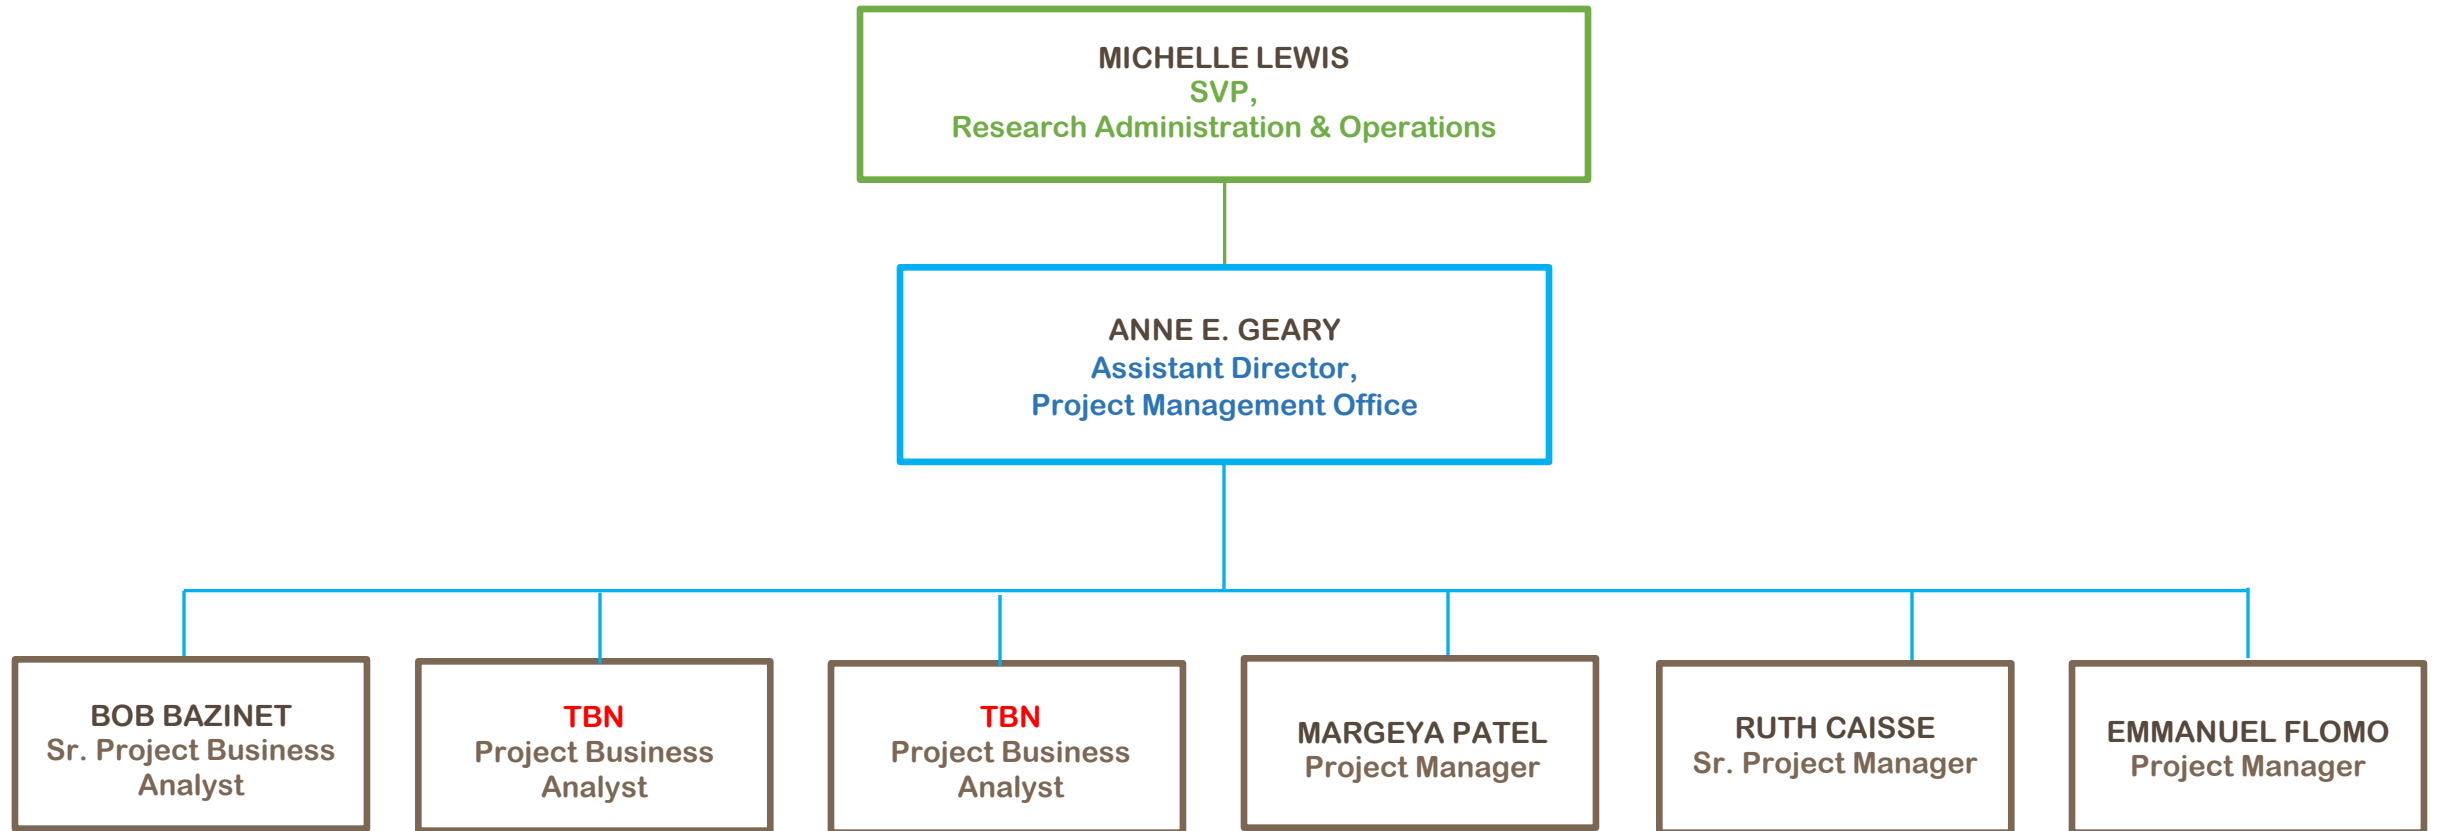 MICHELLE LEWIS
SVP,
Research Administration & Operations
ANNE E. GEARY
Assistant Director,
Project Management Office
BOB BAZINET
Sr. Project Business
Analyst
TBN
Project Business
Analyst
TBN
Project Business
Analyst
MARGEYA PATEL
Project Manager
RUTH CAISSE
Sr. Project Manager
EMMANUEL FLOMO
Project Manager